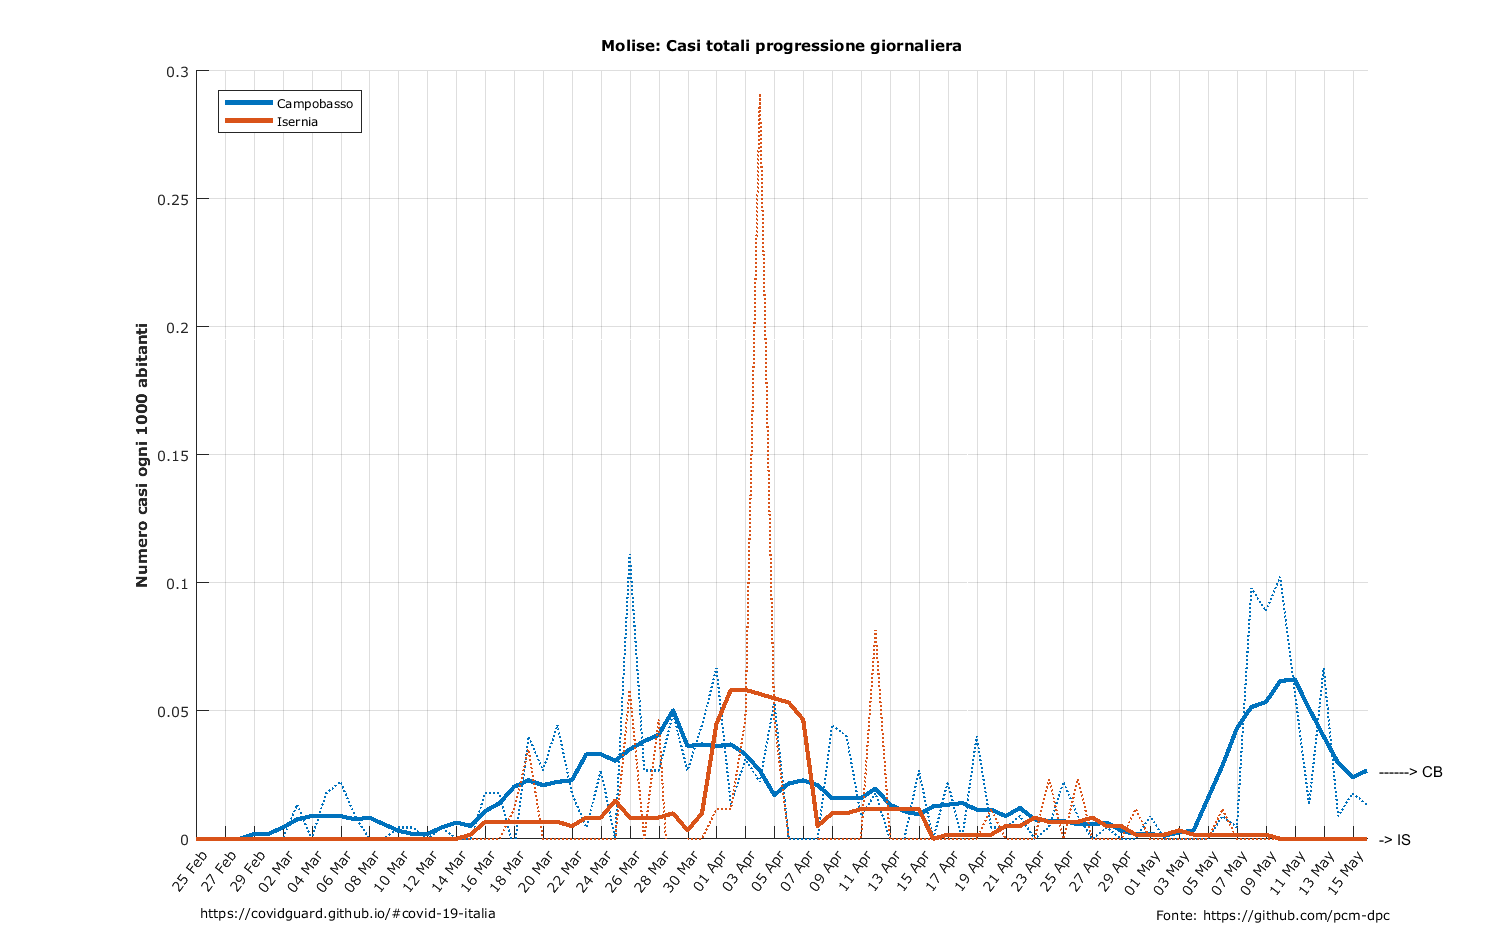 Molise: Casi totali progressione giornaliera
Campobasso
Isernia
Numero casi ogni 1000 abitanti
0.3
0.25
0.2
0.15
0.1
0.05
0
25 Feb
27 Feb
29 Feb
02 Mar
04 Mar
06 Mar
08 Mar
10 Mar
12 Mar
14 Mar
16 Mar
18 Mar
20 Mar
22 Mar
24 Mar
26 Mar
28 Mar
30 Mar
01 Apr
03 Apr
05 Apr
07 Apr
09 Apr
11 Apr
13 Apr
15 Apr
17 Apr
19 Apr
21 Apr
23 Apr
25 Apr
27 Apr
29 Apr
01 May
03 May
05 May
07 May
09 May
11 May
13 May
15 May
------> CB
-> IS
https://covidguard.github.io/#covid-19-italia
Fonte: https://github.com/pcm-dpc